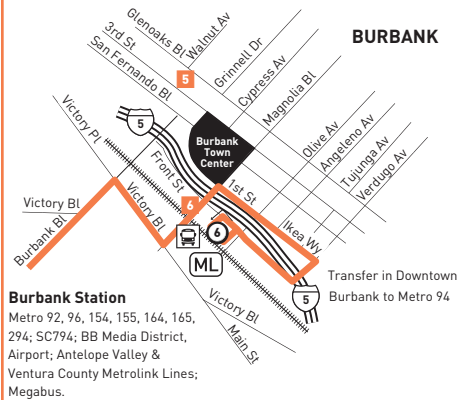 BURBANK
Glenoaks Bl
Walnut Av
3rd St
San Fernando Bl
Grinnell Dr
5
Cypress Av
Magnolia Bl
Victory Pl
5
Burbank
Town
Center
Olive Av
Angeleno Av
Tujunga Av
Verdugo Av
Front St
1st St
Victory Bl
Burbank Bl
Victory Bl
6
6
Ikea Wy
ML
Transfer in Downtown
Burbank to Metro 94
5
Victory Bl
Main St
Burbank Station
Metro 92, 96, 154, 155, 164, 165,
294; SC794; BB Media District,
Airport; Antelope Valley &
Ventura County Metrolink Lines;
Megabus.